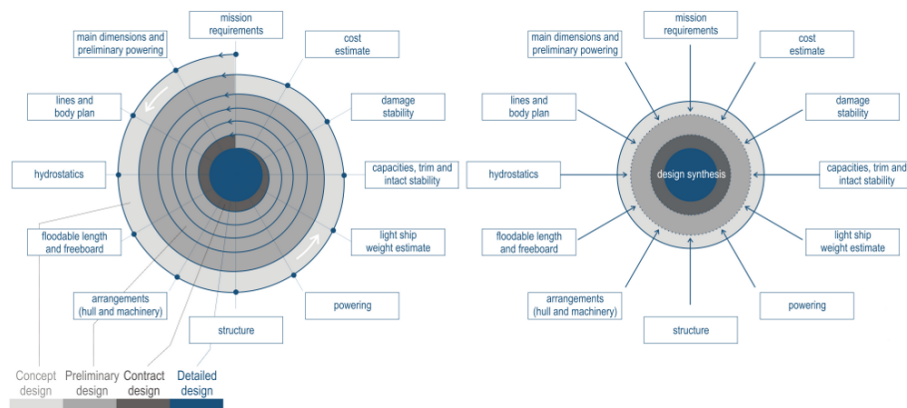 mission
requirements
main dimensions and
preliminary powering
cost
estimate
lines and
body plan
damage
stability
hydrostatics
capacities, trim and
intact stability
floodable length
and freeboard
light ship
weight estimate
arrangements
(hull and machinery)
powering
structure
Concept
design
Preliminary
design
Contract
design
Detailed
design
mission
requirements
main dimensions and
preliminary powering
cost
estimate
lines and
body plan
damage
stability
hydrostatics
design synthesis
capacities, trim and
intact stability
floodable length
and freeboard
light ship
weight estimate
arrangements
(hull and machinery)
powering
structure